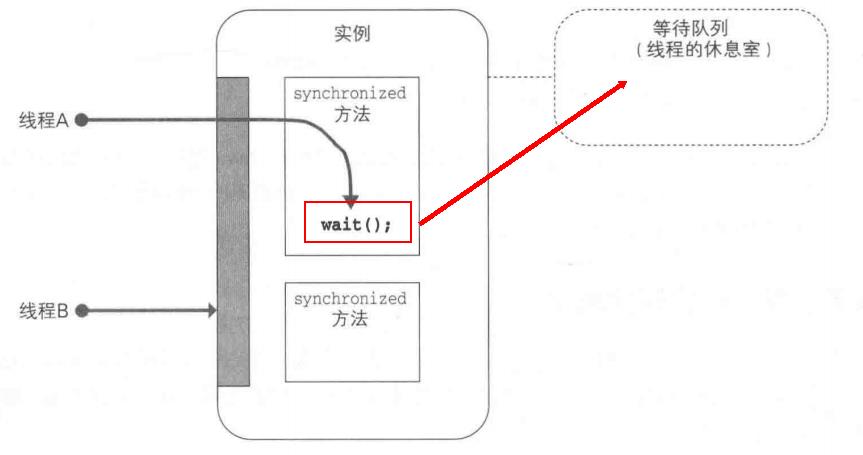 实例
等待队列
（线程的休息室）
synchronized
方法
线程A
wait();
线程B
synchronized
方法